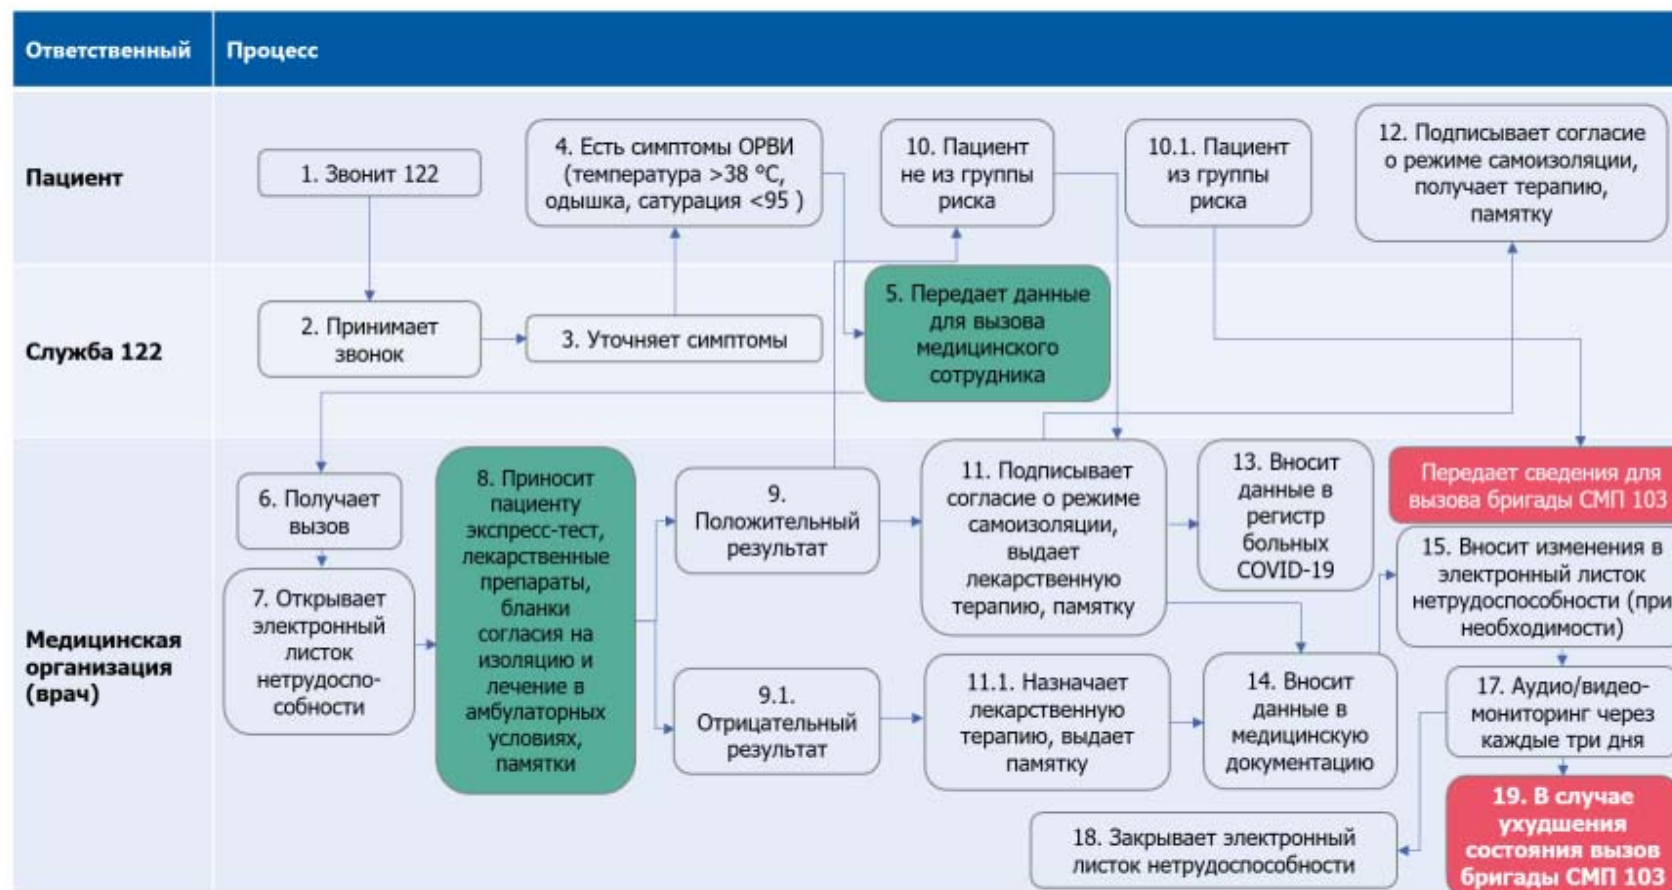 Ответственный
Процесс
Пациент
1. Звонит 122
4. Есть симптомы ОРВИ
(температура >38 °C,
одышка, сатурация <95 )
10. Пациент
не из группы
риска
10.1. Пациент
из группы
риска
12. Подписывает согласие
о режиме самоизоляции,
получает терапию,
памятку
Служба 122
2. Принимает
звонок
3. Уточняет симптомы
5. Передает данные
для вызова
медицинского
сотрудника
Медицинская
организация
(врач)
6. Получает
вызов
7. Открывает
электронный
листок
нетрудоспо-
собности
8. Приносит
пациенту
экспресс-тест,
лекарственные
препараты,
бланки
согласия на
изоляцию и
лечение в
амбулаторных
условиях,
памятки
9.
Положительный
результат
9.1.
Отрицательный
результат
11. Подписывает
согласие о режиме
самоизоляции,
выдает
лекарственную
терапию, памятку
11.1. Назначает
лекарственную
терапию, выдает
памятку
13. Вносит
данные в
регистр
больных
COVID-19
14. Вносит
данные в
медицинскую
документацию
Передает сведения для
вызова бригады СМП 103
15. Вносит изменения в
электронный листок
нетрудоспособности (при
необходимости)
17. Аудио/видео-
мониторинг через
каждые три дня
18. Закрывает электронный
листок нетрудоспособности
19. В случае
ухудшения
состояния вызов
бригады СМП 103